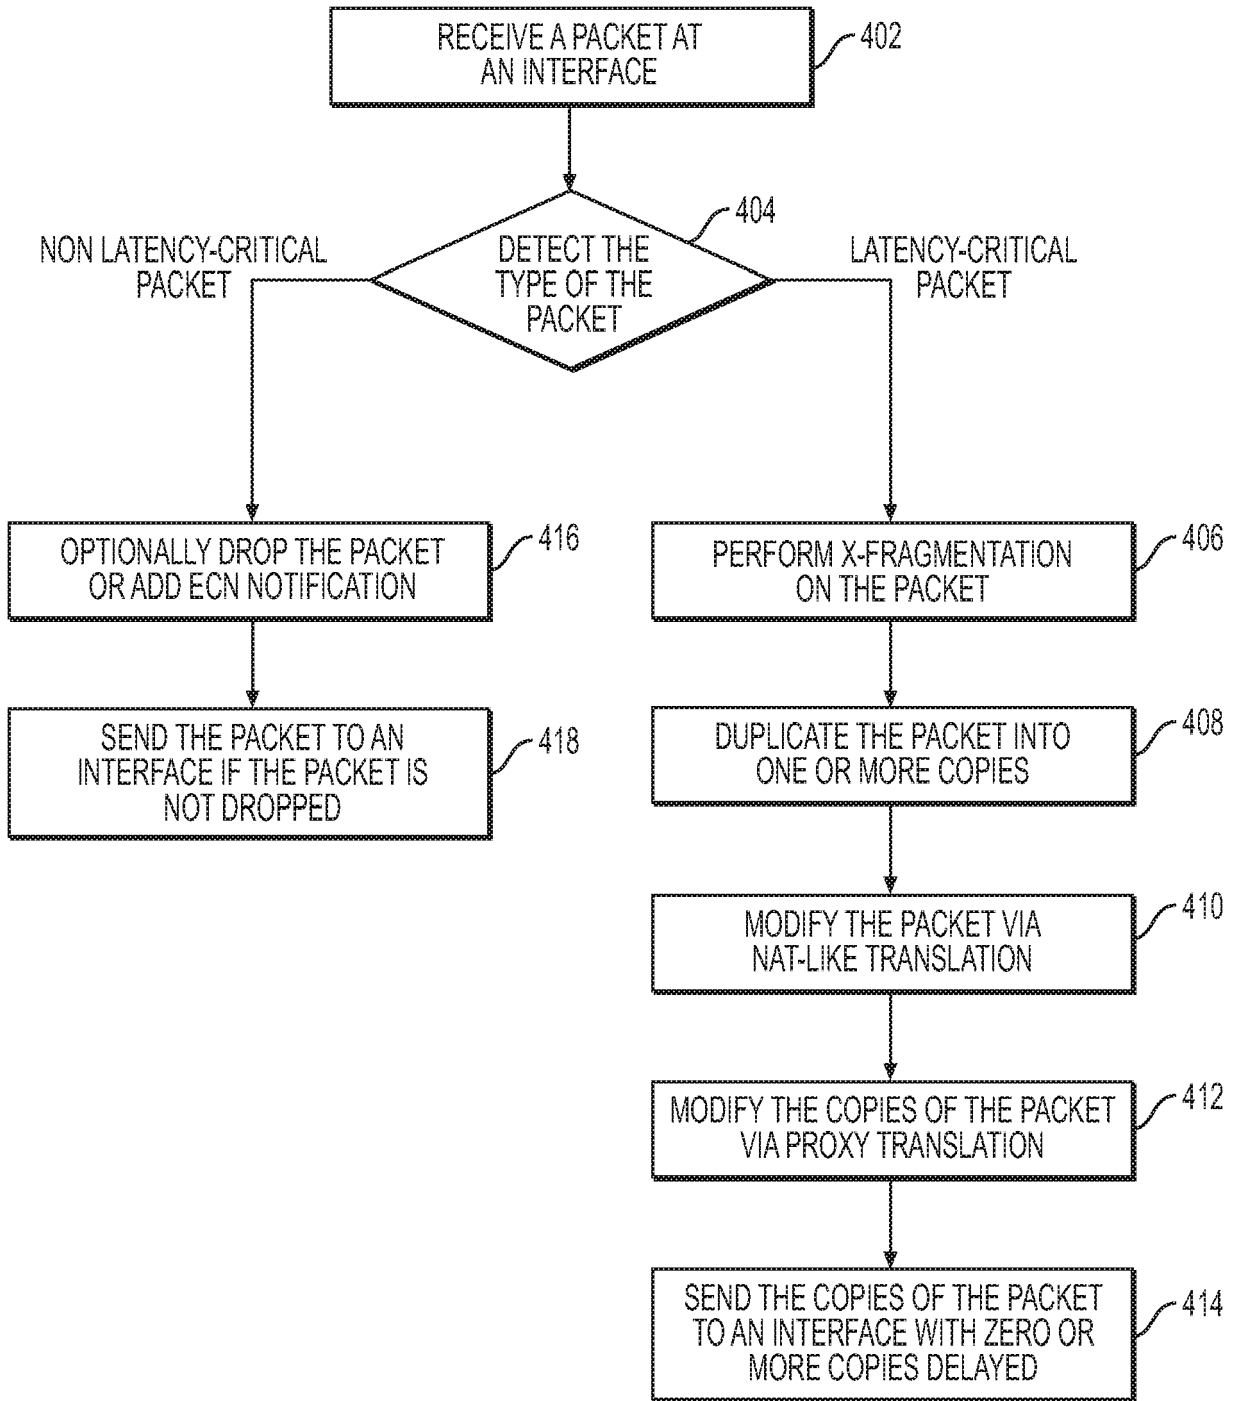 RECEIVE A PACKET AT
AN INTERFACE
402
404
DETECT THE
TYPE OF THE
PACKET
NON LATENCY-CRITICAL
PACKET
LATENCY-CRITICAL
PACKET
OPTIONALLY DROP THE PACKET
OR ADD ECN NOTIFICATION
416
SEND THE PACKET TO AN
INTERFACE IF THE PACKET IS
NOT DROPPED
418
PERFORM X-FRAGMENTATION
ON THE PACKET
406
DUPLICATE THE PACKET INTO
ONE OR MORE COPIES
408
MODIFY THE PACKET VIA
NAT-LIKE TRANSLATION
410
MODIFY THE COPIES OF THE PACKET
VIA PROXY TRANSLATION
412
SEND THE COPIES OF THE PACKET
TO AN INTERFACE WITH ZERO OR
MORE COPIES DELAYED
414